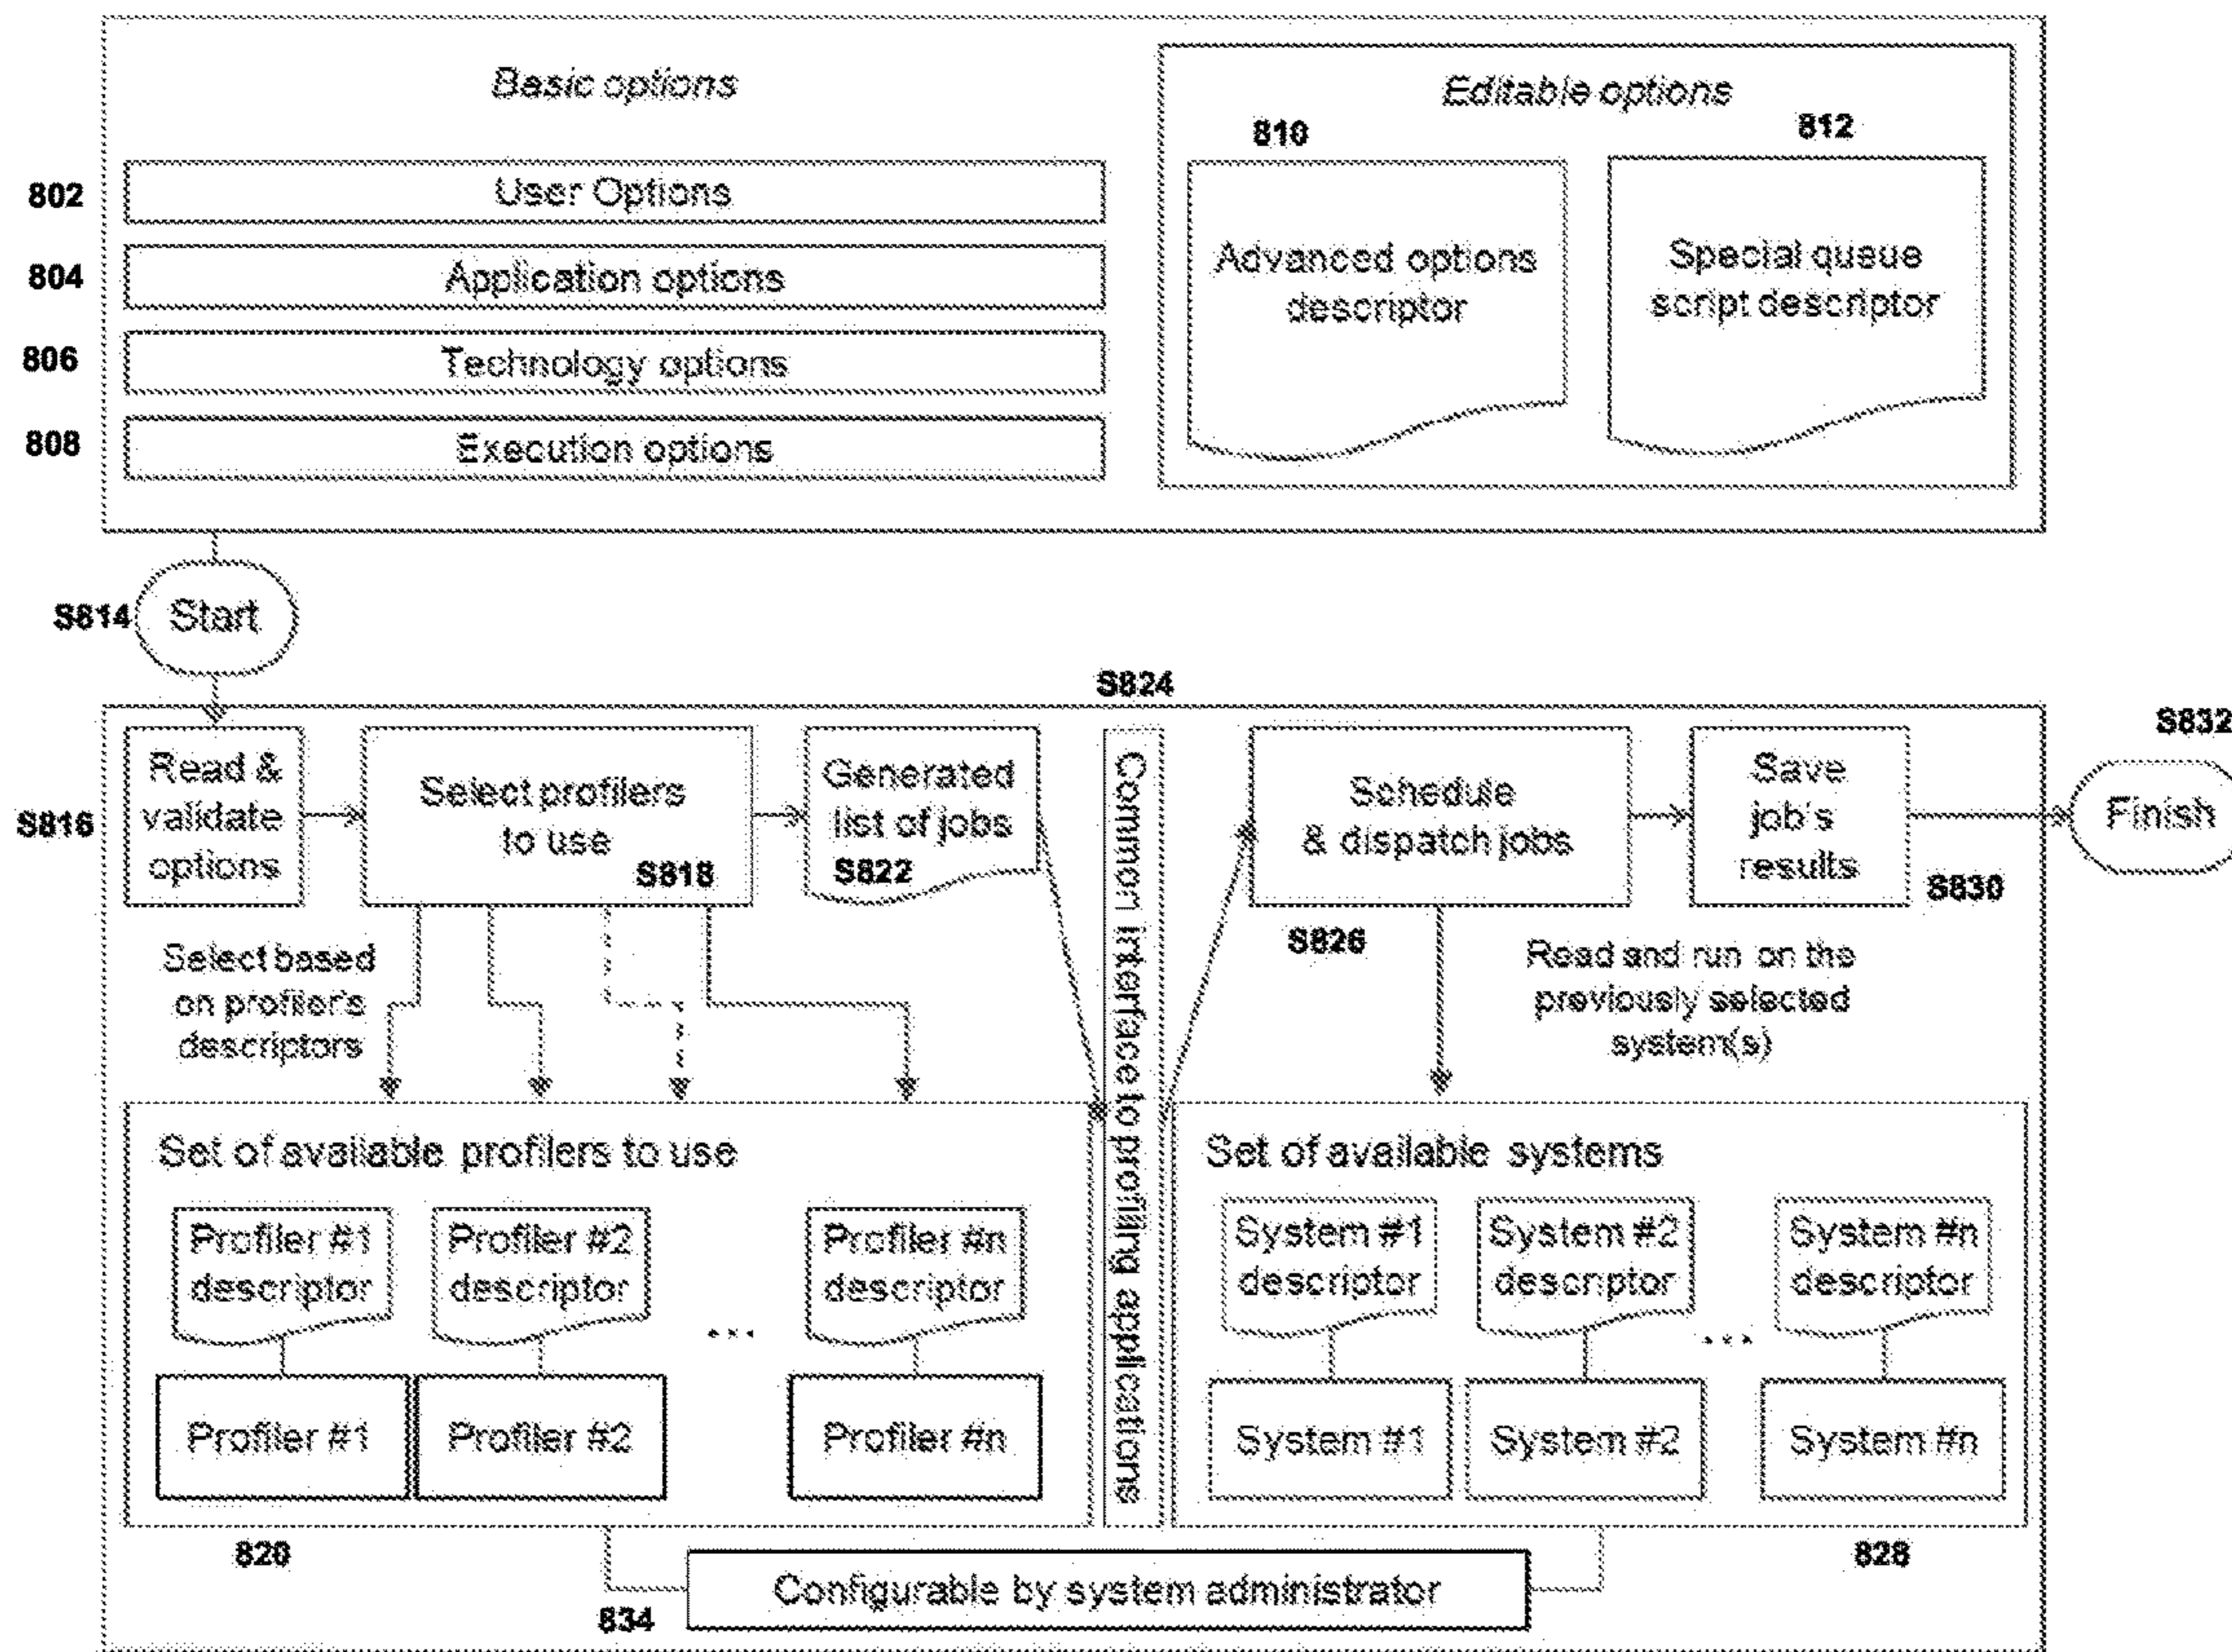 Basic options
Editable options
810
812
802
User Options
804
Application options
806
Technology options
808
Execution options
Advanced options
descriptor
Special queue
script descriptor
S814
Start
S824
S832
S816
Read &
validate
options
Select profilers
to use
S818
Generated
list of jobs
S822
Common interface to profiling applications
Schedule
& dispatch jobs
S826
Save
job's
results
S830
Finish
Select based
on profiler's
descriptors
Read and run on the
previously selected
system(s)
Set of available profilers to use
Profiler #1
descriptor
Profiler #2
descriptor
...
Profiler #n
descriptor
Profiler #1
Profiler #2
Profiler #n
820
Set of available systems
System #1
descriptor
System #2
descriptor
...
System #n
descriptor
System #1
System #2
System #n
828
834
Configurable by system administrator